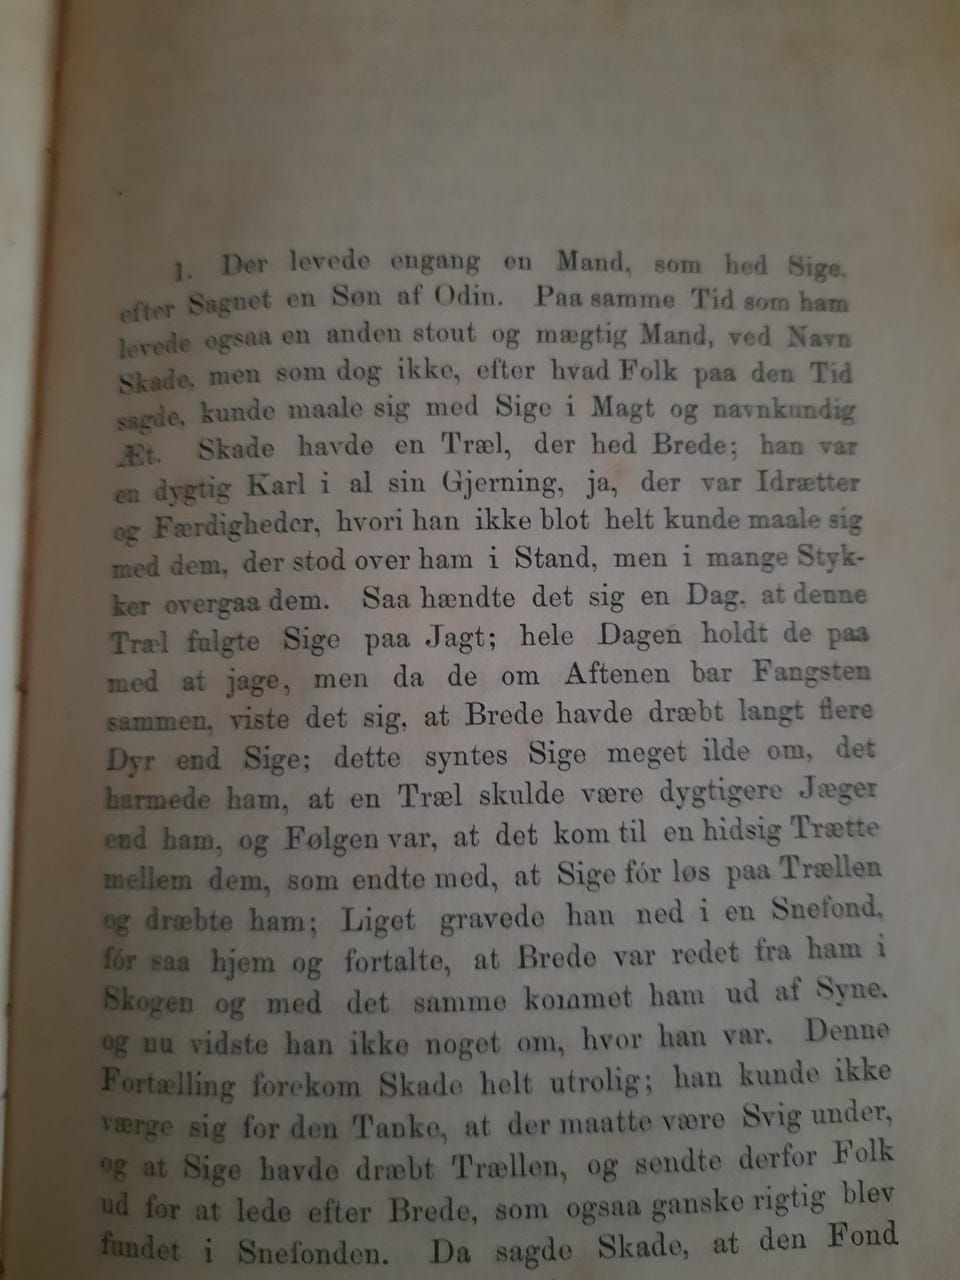 1. Der levede engang en Mand, som hed Sige,
efter Sagnet en Søn af Odin. Paa samme Tid som ham
levede ogsaa en anden stout og mægtig Mand, ved Navn
Skade, men som dog ikke, efter hvad Folk paa den Tid
sagde, kunde maale sig med Sige i Magt og navnkundig
Æt. Skade havde en Træl, der hed Brede; han var
en dygtig Karl i al sin Gjerning, ja, der var Idrætter
og Færdigheder, hvori han ikke blot helt kunde maale sig
med dem, der stod over ham i Stand, men i mange Styk-
ker overgaa dem. Saa hændte det sig en Dag, at denne
Træl fulgte Sige paa Jagt; hele Dagen holdt de paa
med at jage, men da de om Aftenen bar Fangsten
sammen, viste det sig, at Brede havde dræbt langt flere
Dyr end Sige; dette syntes Sige meget ilde om, det
harmede ham, at en Træl skulde være dygtigere Jæger
end ham, og Følgen var, at det kom til en hidsig Trætte
mellem dem, som endte med, at Sige fór løs paa Trællen
og dræbte ham; Liget gravede han ned i en Snefond,
fór saa hjem og fortalte, at Brede var redet fra ham i
Skogen og med det samme kommet ham ud af Syne,
og nu vidste han ikke noget om, hvor han var. Denne
Fortælling forekom Skade helt utrolig; han kunde ikke
værge sig for den Tanke, at der maatte være Svig under,
og at Sige havde dræbt Trællen, og sendte derfor Folk
ud for at lede efter Brede, som ogsaa ganske rigtig blev
fundet i Snefonden. Da sagde Skade, at den Fond